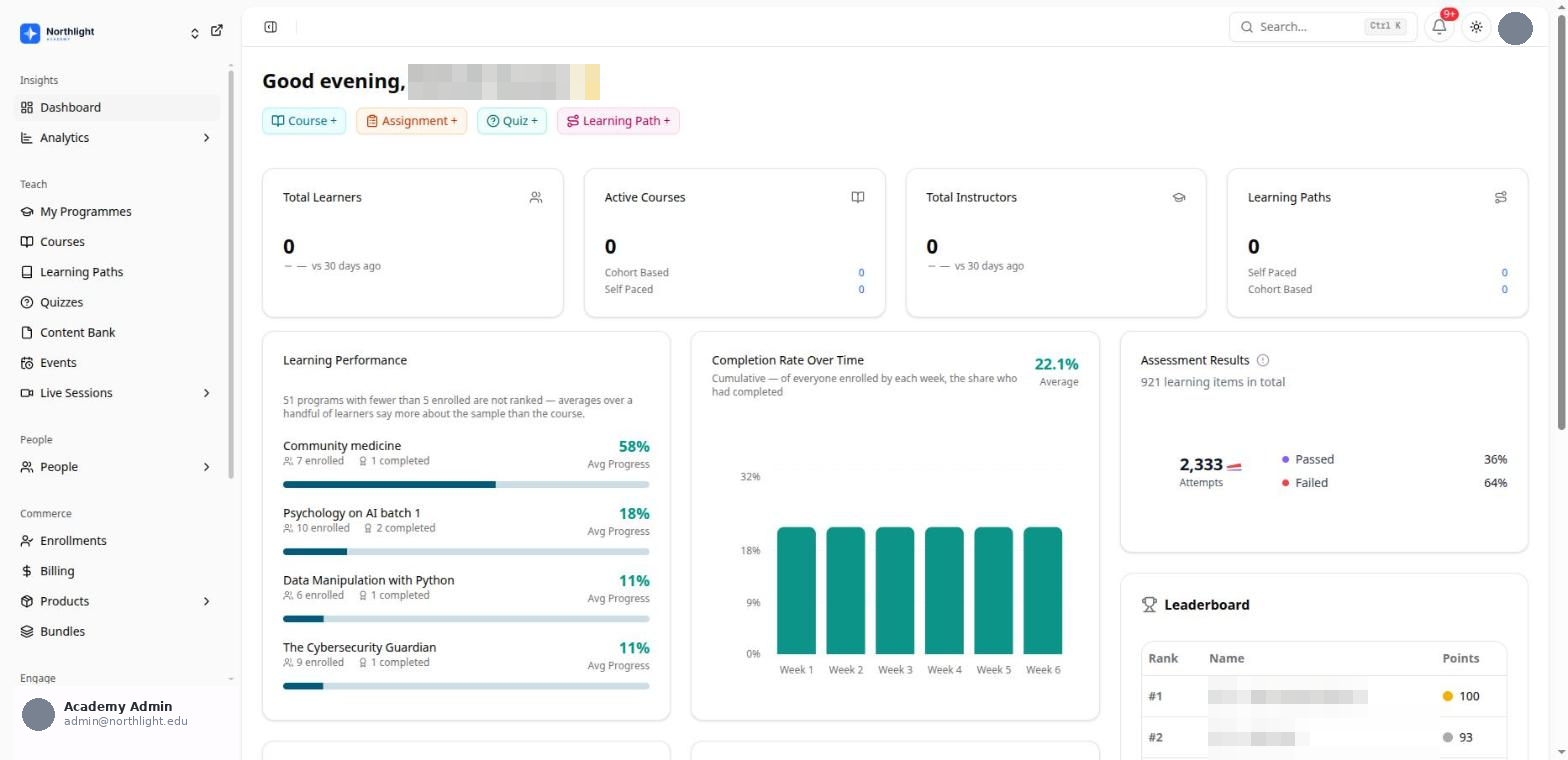 Northlight
ACADEMY
Search...
Ctrl K
9+
Insights
Dashboard
Analytics
Teach
My Programmes
Courses
Learning Paths
Quizzes
Content Bank
Events
Live Sessions
People
People
Commerce
Enrollments
Billing
Products
Bundles
Engage
Academy Admin
admin@northlight.edu
Good evening,
Course +
Assignment +
Quiz +
Learning Path +
Total Learners
0
— — vs 30 days ago
Active Courses
0
Cohort Based 0
Self Paced 0
Total Instructors
0
— — vs 30 days ago
Learning Paths
0
Self Paced 0
Cohort Based 0
Learning Performance
51 programs with fewer than 5 enrolled are not ranked — averages over a
handful of learners say more about the sample than the course.
Community medicine 58%
7 enrolled 1 completed Avg Progress
Psychology on AI batch 1 18%
10 enrolled 2 completed Avg Progress
Data Manipulation with Python 11%
6 enrolled 1 completed Avg Progress
The Cybersecurity Guardian 11%
9 enrolled 1 completed Avg Progress
Completion Rate Over Time 22.1%
Cumulative — of everyone enrolled by each week, the share who Average
had completed
32%
18%
9%
0%
Week 1 Week 2 Week 3 Week 4 Week 5 Week 6
Assessment Results
921 learning items in total
2,333
Attempts
Passed 36%
Failed 64%
Leaderboard
Rank Name Points
#1 100
#2 93